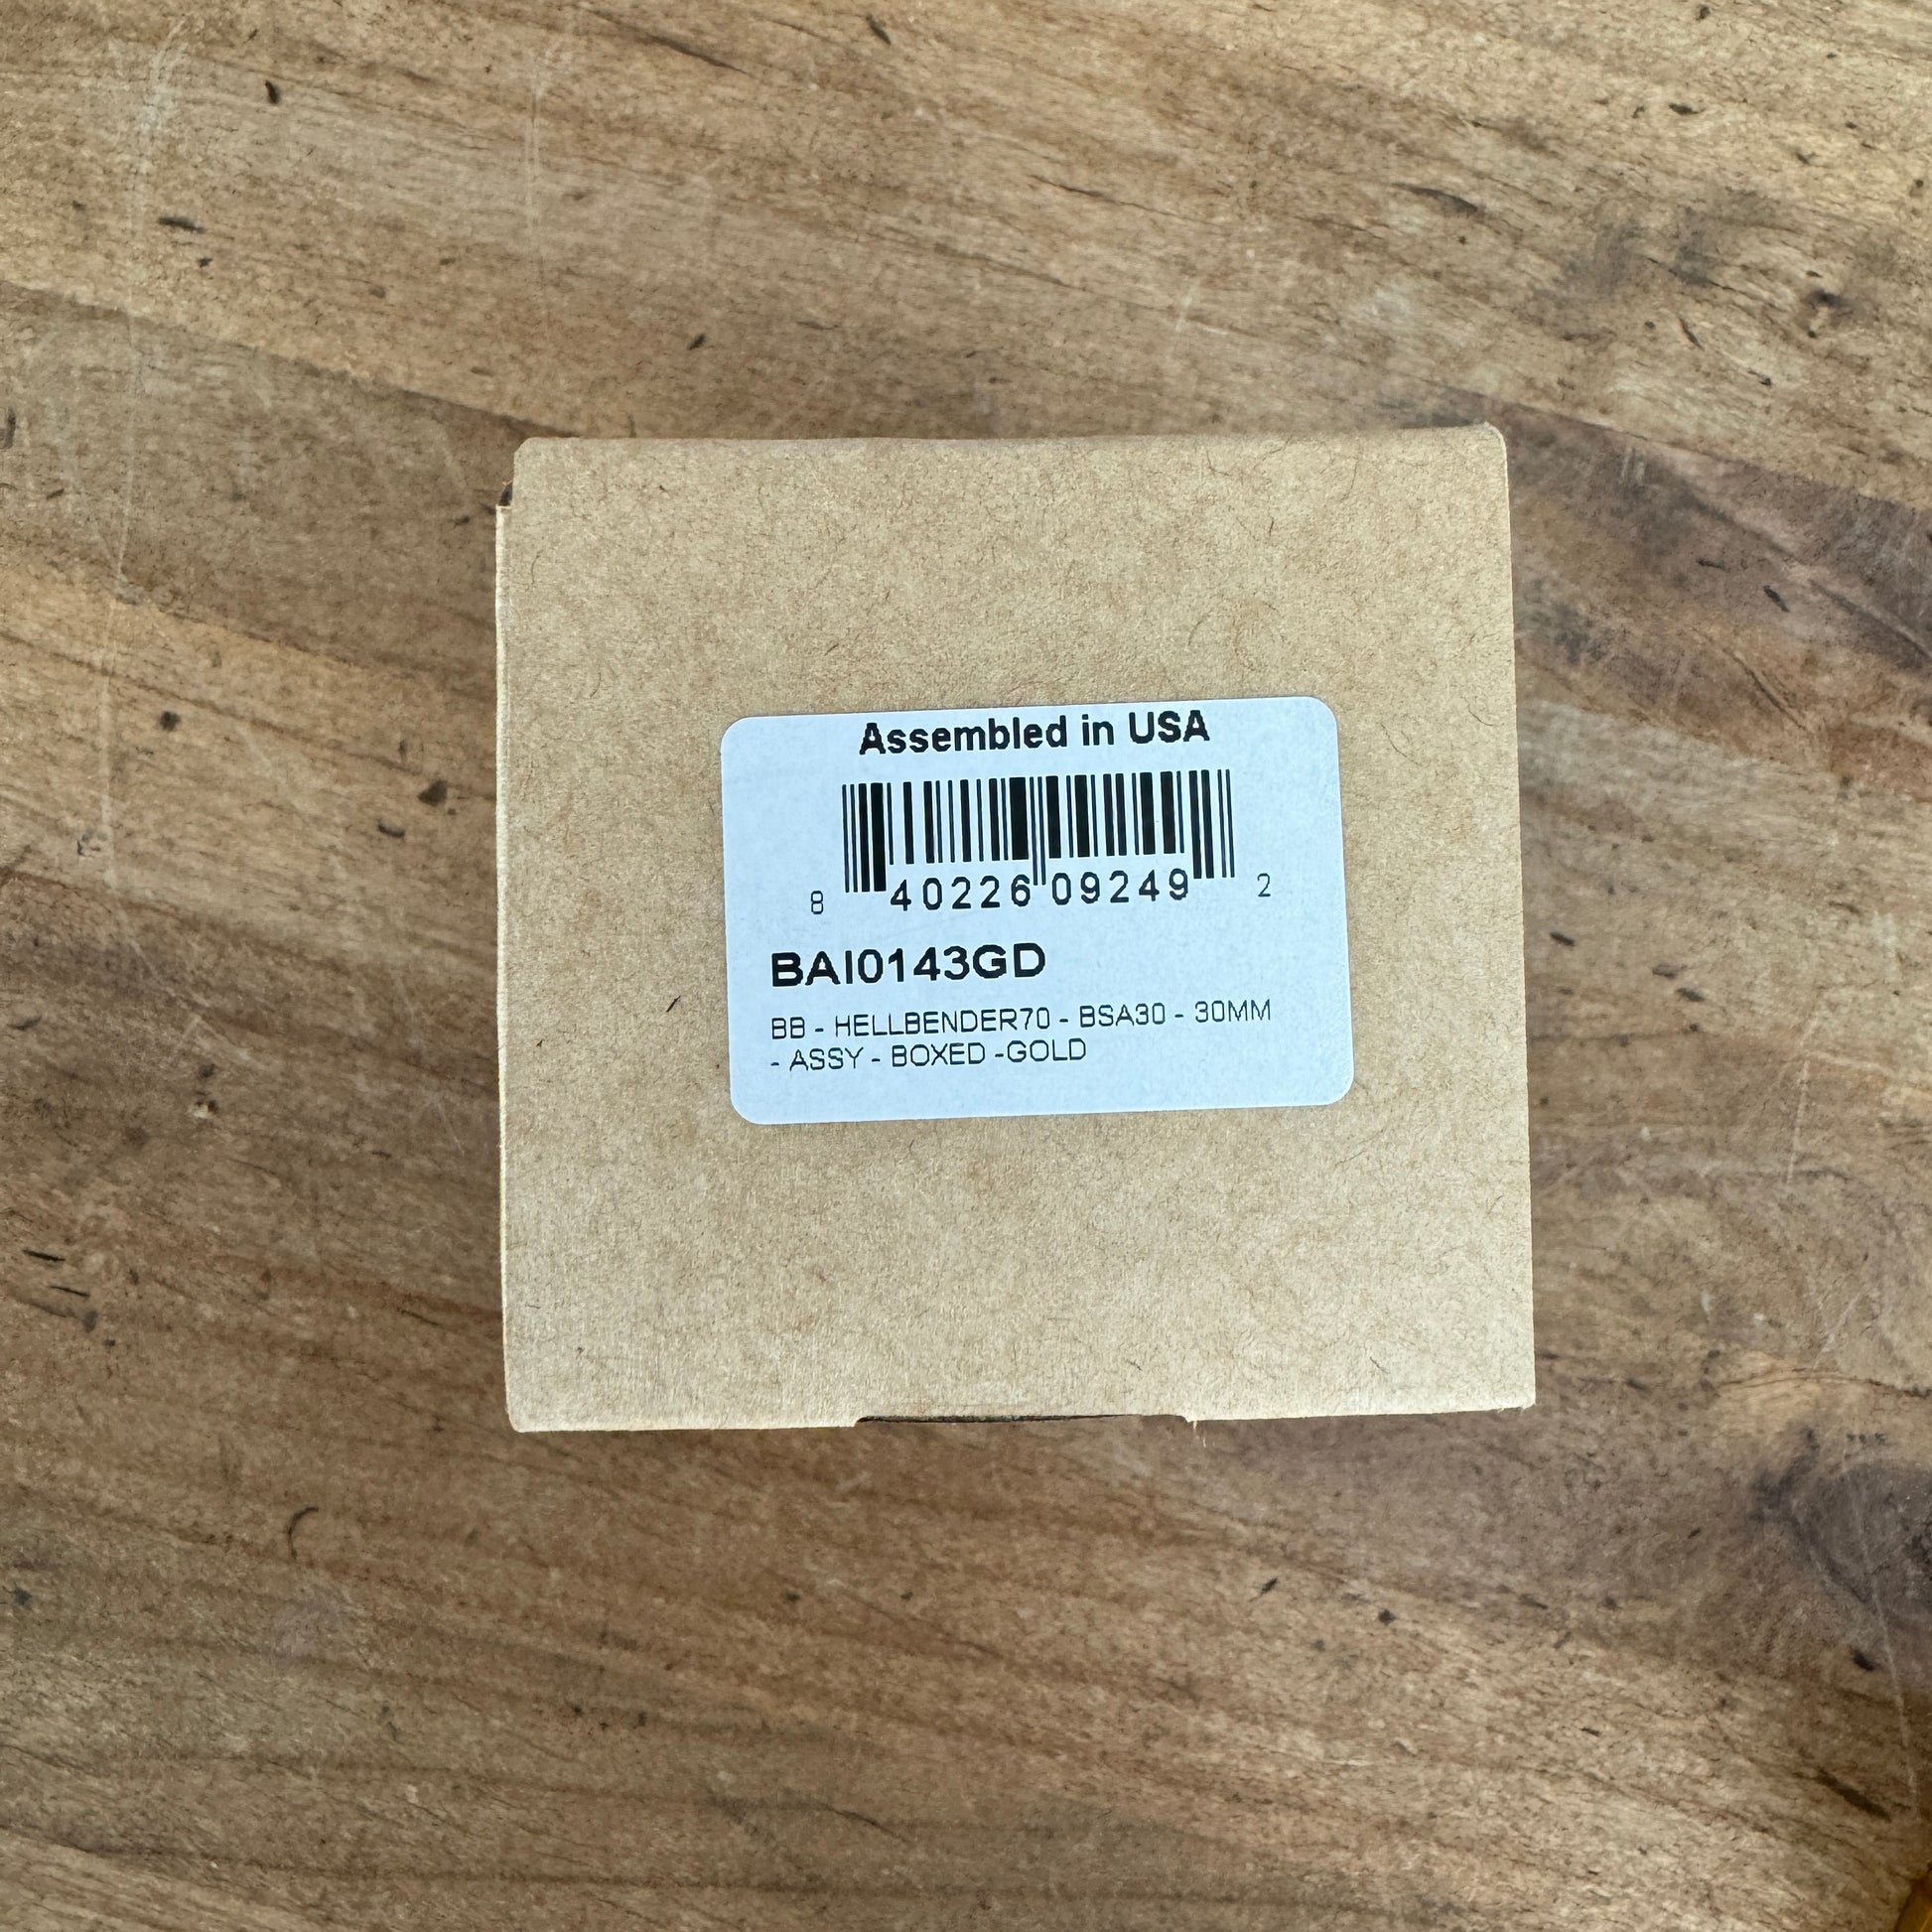 Assembled in USA
8 40226 09249 2
BAI0143GD
BB - HELLBENDER70 - BSA30 - 30MM
- ASSY - BOXED -GOLD